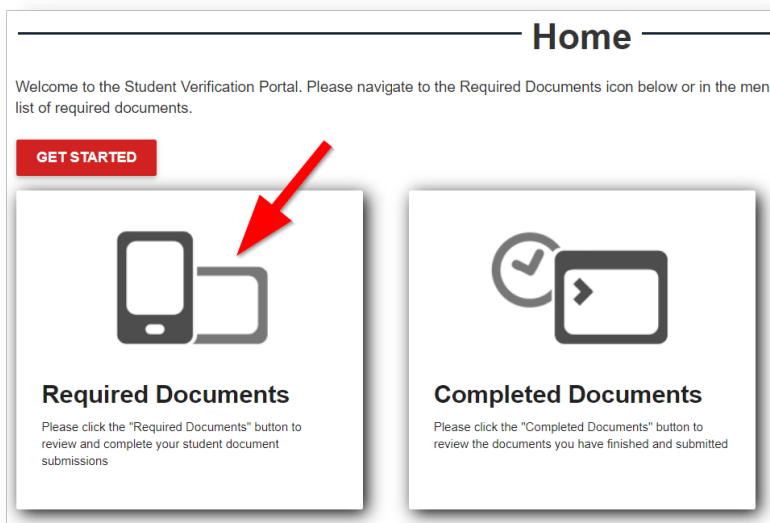 Home
Welcome to the Student Verification Portal. Please navigate to the Required Documents icon below or in the men
list of required documents.
GET STARTED
Required Documents
Please click the "Required Documents" button to
review and complete your student document
submissions
Completed Documents
Please click the "Completed Documents" button to
review the documents you have finished and submitted